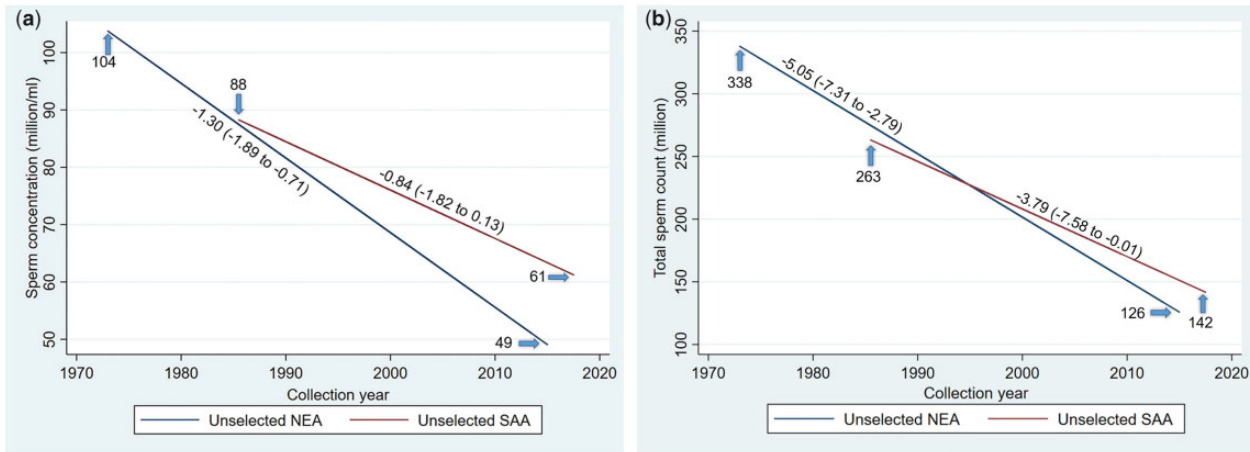 (a)
Sperm concentration (million/ml)
100
90
80
70
60
50
104
88
-1.30 (-1.89 to -0.71)
-0.84 (-1.82 to 0.13)
61
49
1970
1980
1990
2000
2010
2020
Collection year
Unselected NEA
Unselected SAA
(b)
Total sperm count (million)
350
300
250
200
150
100
338
-5.05 (-7.31 to -2.79)
263
-3.79 (-7.58 to -0.01)
126
142
1970
1980
1990
2000
2010
2020
Collection year
Unselected NEA
Unselected SAA